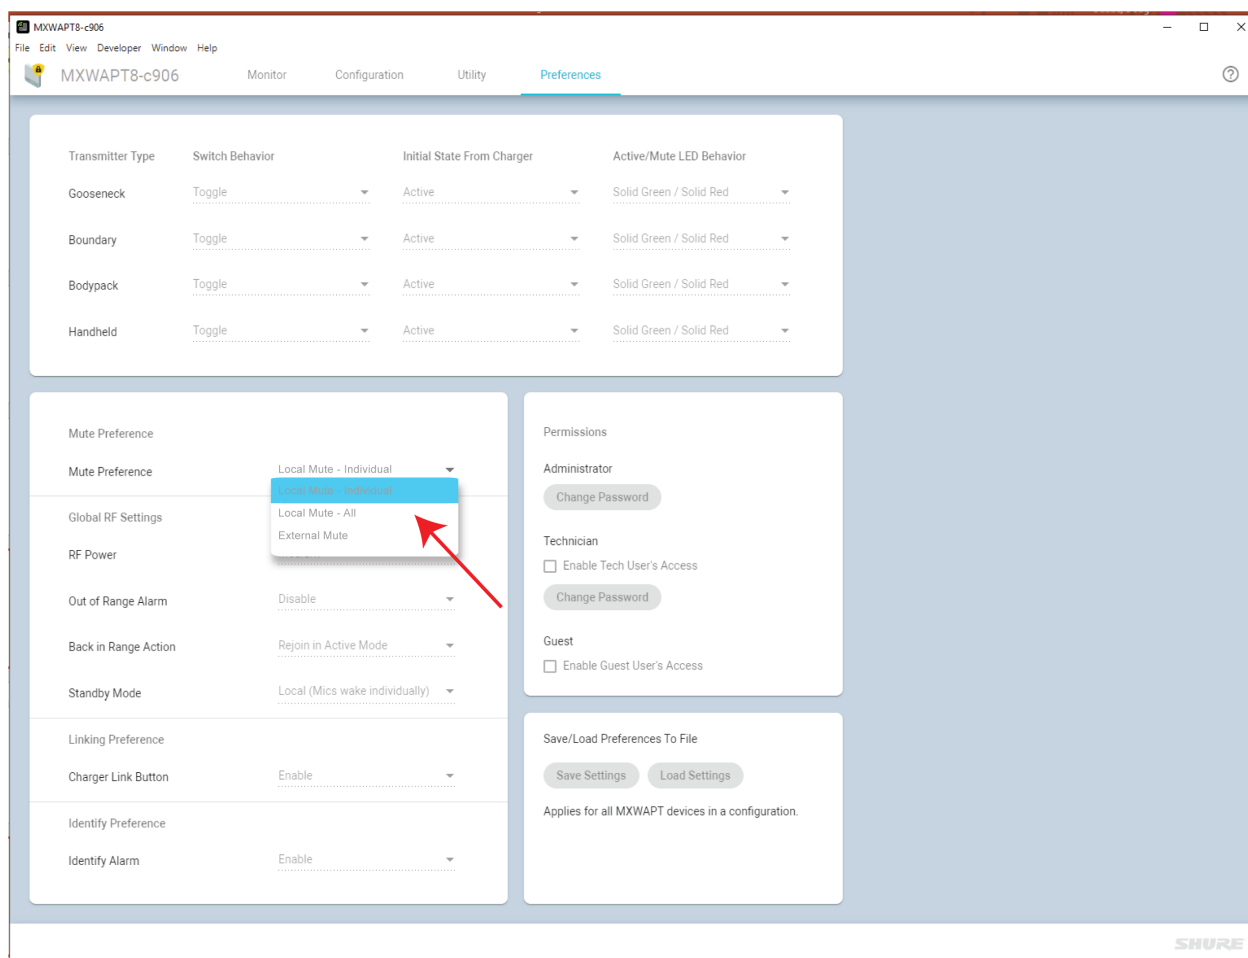 MXWAPT8-c906
File Edit View Developer Window Help
MXWAPT8-c906 Monitor Configuration Utility Preferences
Transmitter Type Switch Behavior Initial State From Charger Active/Mute LED Behavior
Gooseneck Toggle Active Solid Green / Solid Red
Boundary Toggle Active Solid Green / Solid Red
Bodypack Toggle Active Solid Green / Solid Red
Handheld Toggle Active Solid Green / Solid Red
Mute Preference
Mute Preference Local Mute - Individual
Local Mute - Individual
Local Mute - All
External Mute
Global RF Settings
RF Power
Out of Range Alarm Disable
Back in Range Action Rejoin in Active Mode
Standby Mode Local (Mics wake individually)
Linking Preference
Charger Link Button Enable
Identify Preference
Identify Alarm Enable
Permissions
Administrator
Change Password
Technician
Enable Tech User's Access
Change Password
Guest
Enable Guest User's Access
Save/Load Preferences To File
Save Settings Load Settings
Applies for all MXWAPT devices in a configuration.
SHURE